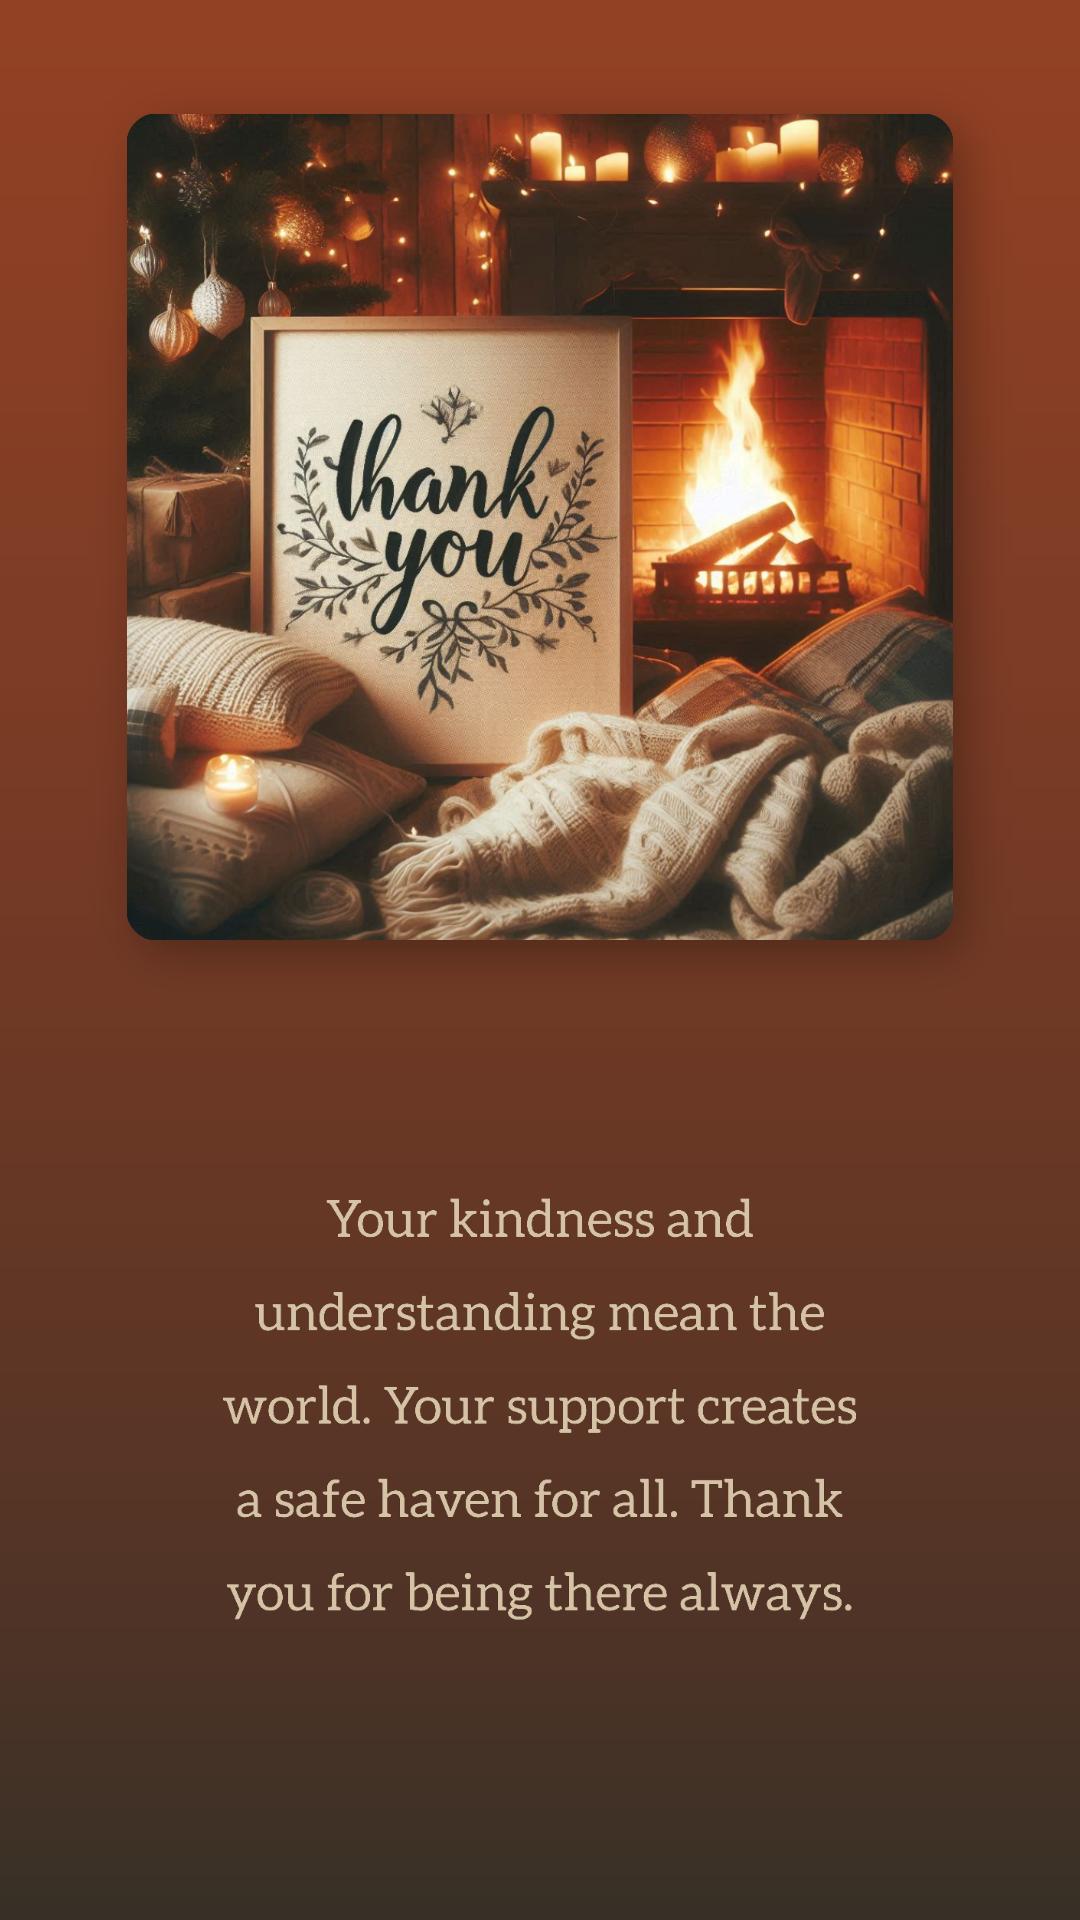 thank
you
Your kindness and
understanding mean the
world. Your support creates
a safe haven for all. Thank
you for being there always.